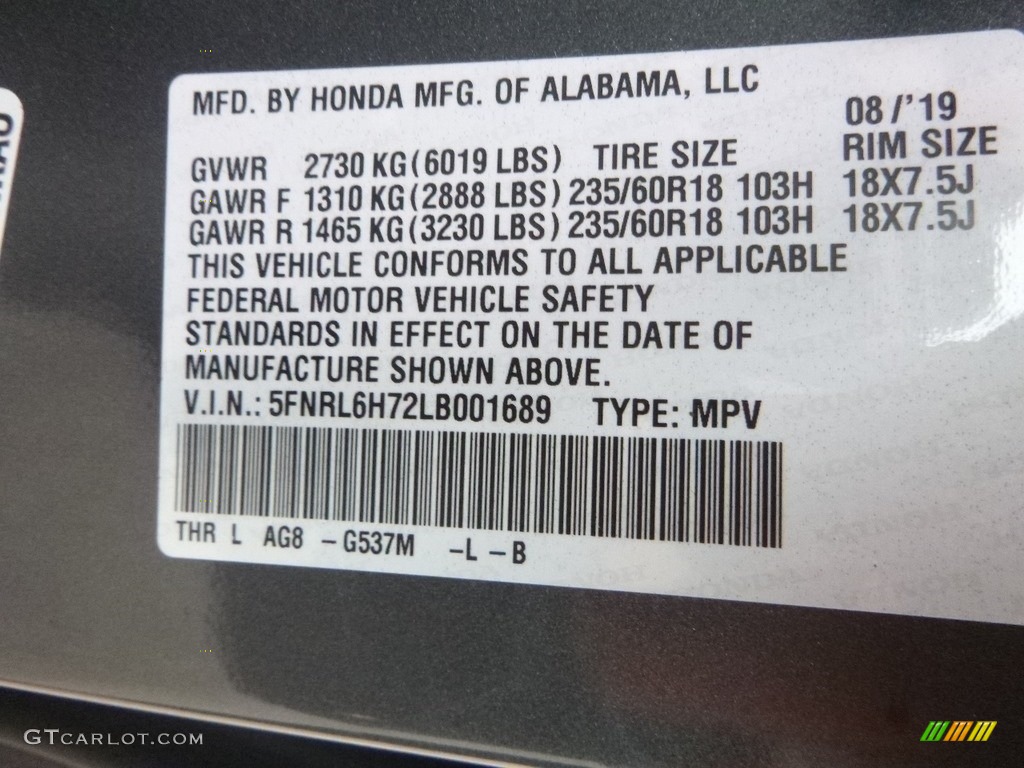 MFD. BY HONDA MFG. OF ALABAMA, LLC
08/'19
GVWR 2730 KG(6019 LBS) TIRE SIZE RIM SIZE
GAWR F 1310 KG(2888 LBS) 235/60R18 103H 18X7.5J
GAWR R 1465 KG(3230 LBS) 235/60R18 103H 18X7.5J
THIS VEHICLE CONFORMS TO ALL APPLICABLE
FEDERAL MOTOR VEHICLE SAFETY
STANDARDS IN EFFECT ON THE DATE OF
MANUFACTURE SHOWN ABOVE.
V.I.N.: 5FNRL6H72LB001689 TYPE: MPV
THR L AG8 -G537M -L -B
GTCARLOT.COM